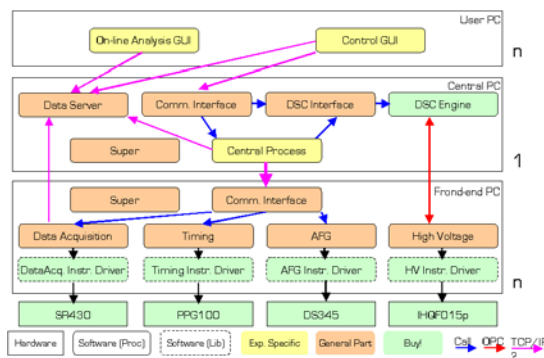 User PC
On-line Analysis GUI
Control GUI
n
Central PC
Data Server
Comm. Interface
DSC Interface
DSC Engine
Super
Central Process
1
Frond-end PC
Super
Comm. Interface
Data Acquisition
Timing
AFG
High Voltage
DataAcq. Instr. Driver
Timing Instr. Driver
AFG Instr. Driver
HV Instr. Driver
n
SR430
PPG100
DS345
IHQF015p
Hardware
Software (Proc)
Software (Lib)
Exp. Specific
General Part
Buy!
Call
OPC